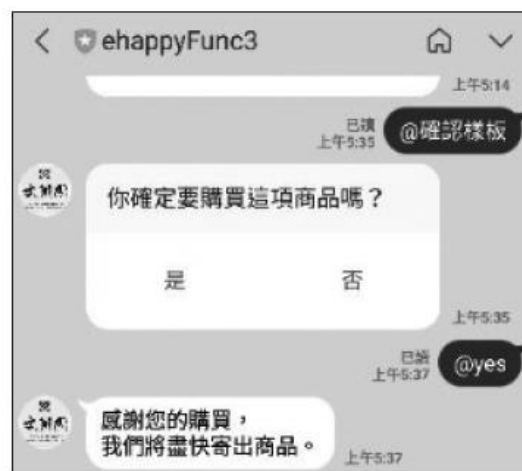 ehappyFunc3
上午5:14
已讀
上午5:35
@確認樣板
你確定要購買這項商品嗎？
是
否
上午5:35
已讀
上午5:37
@yes
感謝您的購買，
我們將盡快寄出商品。
上午5:37